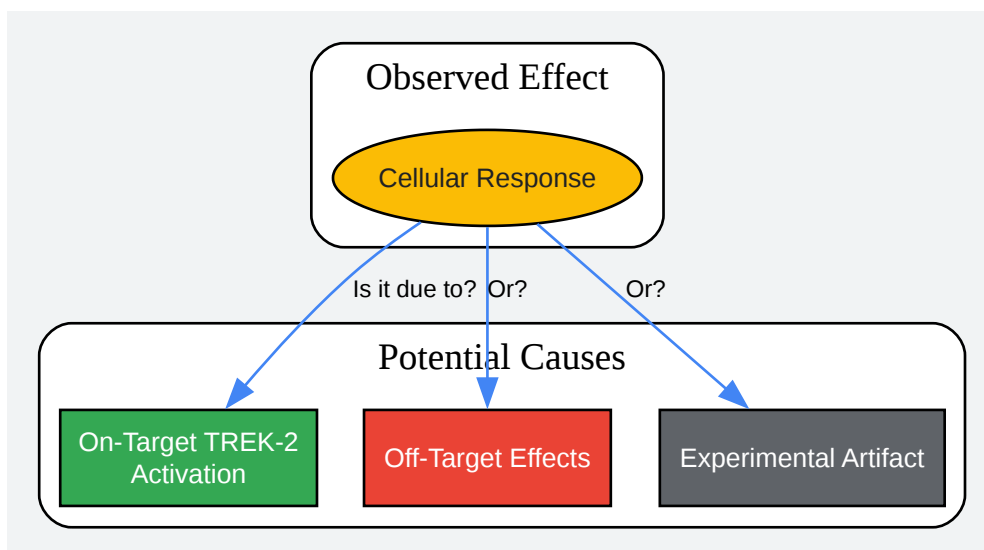 Observed Effect
Cellular Response
Is it due to?
Or?
Or?
Potential Causes
On-Target TREK-2
Activation
Off-Target Effects
Experimental Artifact